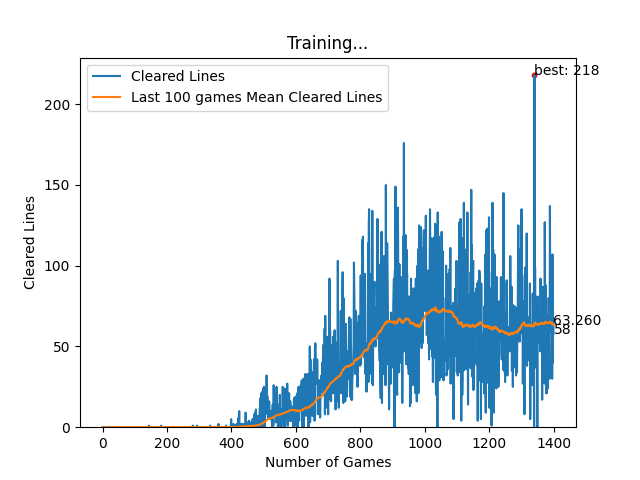 Training...
best: 218
Cleared Lines
Last 100 games Mean Cleared Lines
200
150
100
50
0
Cleared Lines
63.260
58
0 200 400 600 800 1000 1200 1400
Number of Games